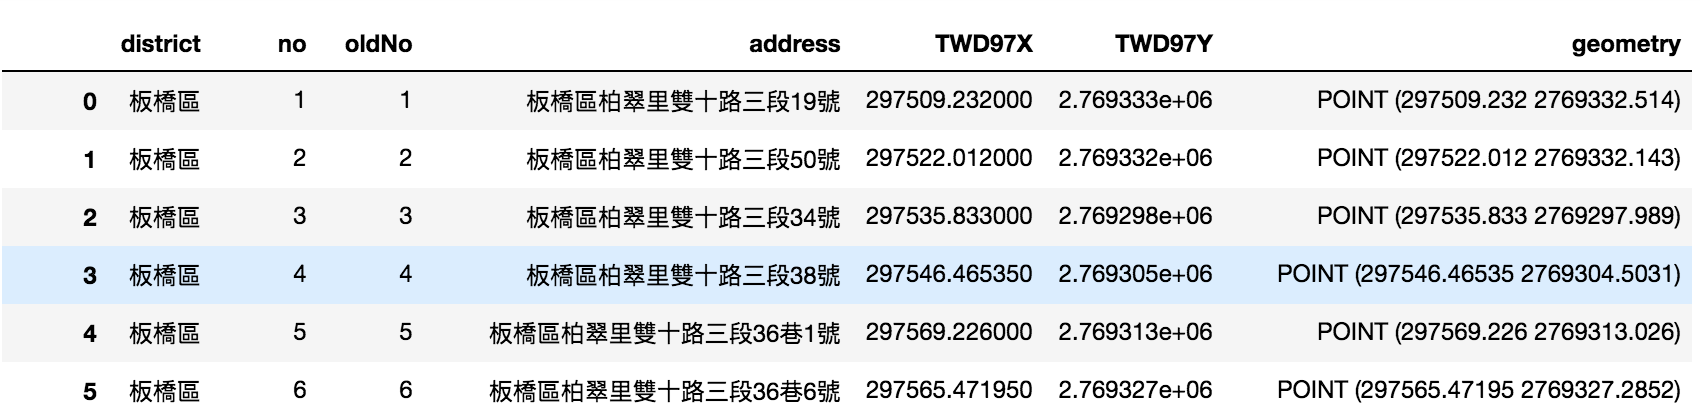 district no oldNo address TWD97X TWD97Y geometry
0 板橋區 1 1 板橋區柏翠里雙十路三段19號 297509.232000 2.769333e+06 POINT (297509.232 2769332.514)
1 板橋區 2 2 板橋區柏翠里雙十路三段50號 297522.012000 2.769332e+06 POINT (297522.012 2769332.143)
2 板橋區 3 3 板橋區柏翠里雙十路三段34號 297535.833000 2.769298e+06 POINT (297535.833 2769297.989)
3 板橋區 4 4 板橋區柏翠里雙十路三段38號 297546.465350 2.769305e+06 POINT (297546.46535 2769304.5031)
4 板橋區 5 5 板橋區柏翠里雙十路三段36巷1號 297569.226000 2.769313e+06 POINT (297569.226 2769313.026)
5 板橋區 6 6 板橋區柏翠里雙十路三段36巷6號 297565.471950 2.769327e+06 POINT (297565.47195 2769327.2852)